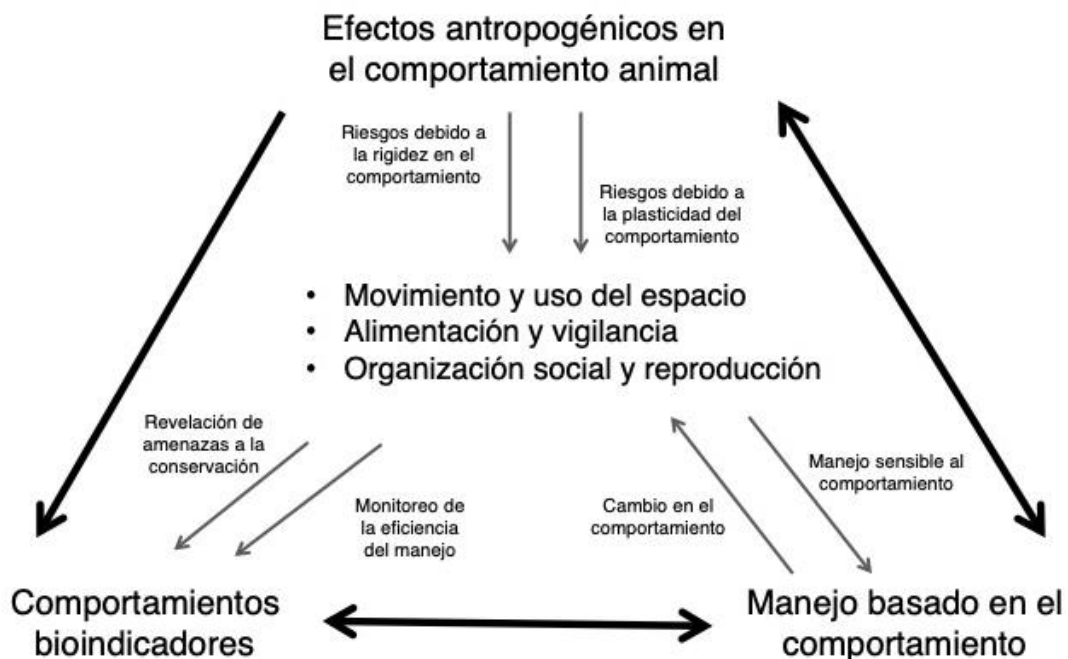 Efectos antropogénicos en
el comportamiento animal
Riesgos debido a
la rigidez en el
comportamiento
Riesgos debido a
la plasticidad del
comportamiento
• Movimiento y uso del espacio
• Alimentación y vigilancia
• Organización social y reproducción
Revelación de
amenazas a la
conservación
Monitoreo de
la eficiencia
del manejo
Cambio en el
comportamiento
Manejo sensible al
comportamiento
Comportamientos
bioindicadores
Manejo basado en el
comportamiento